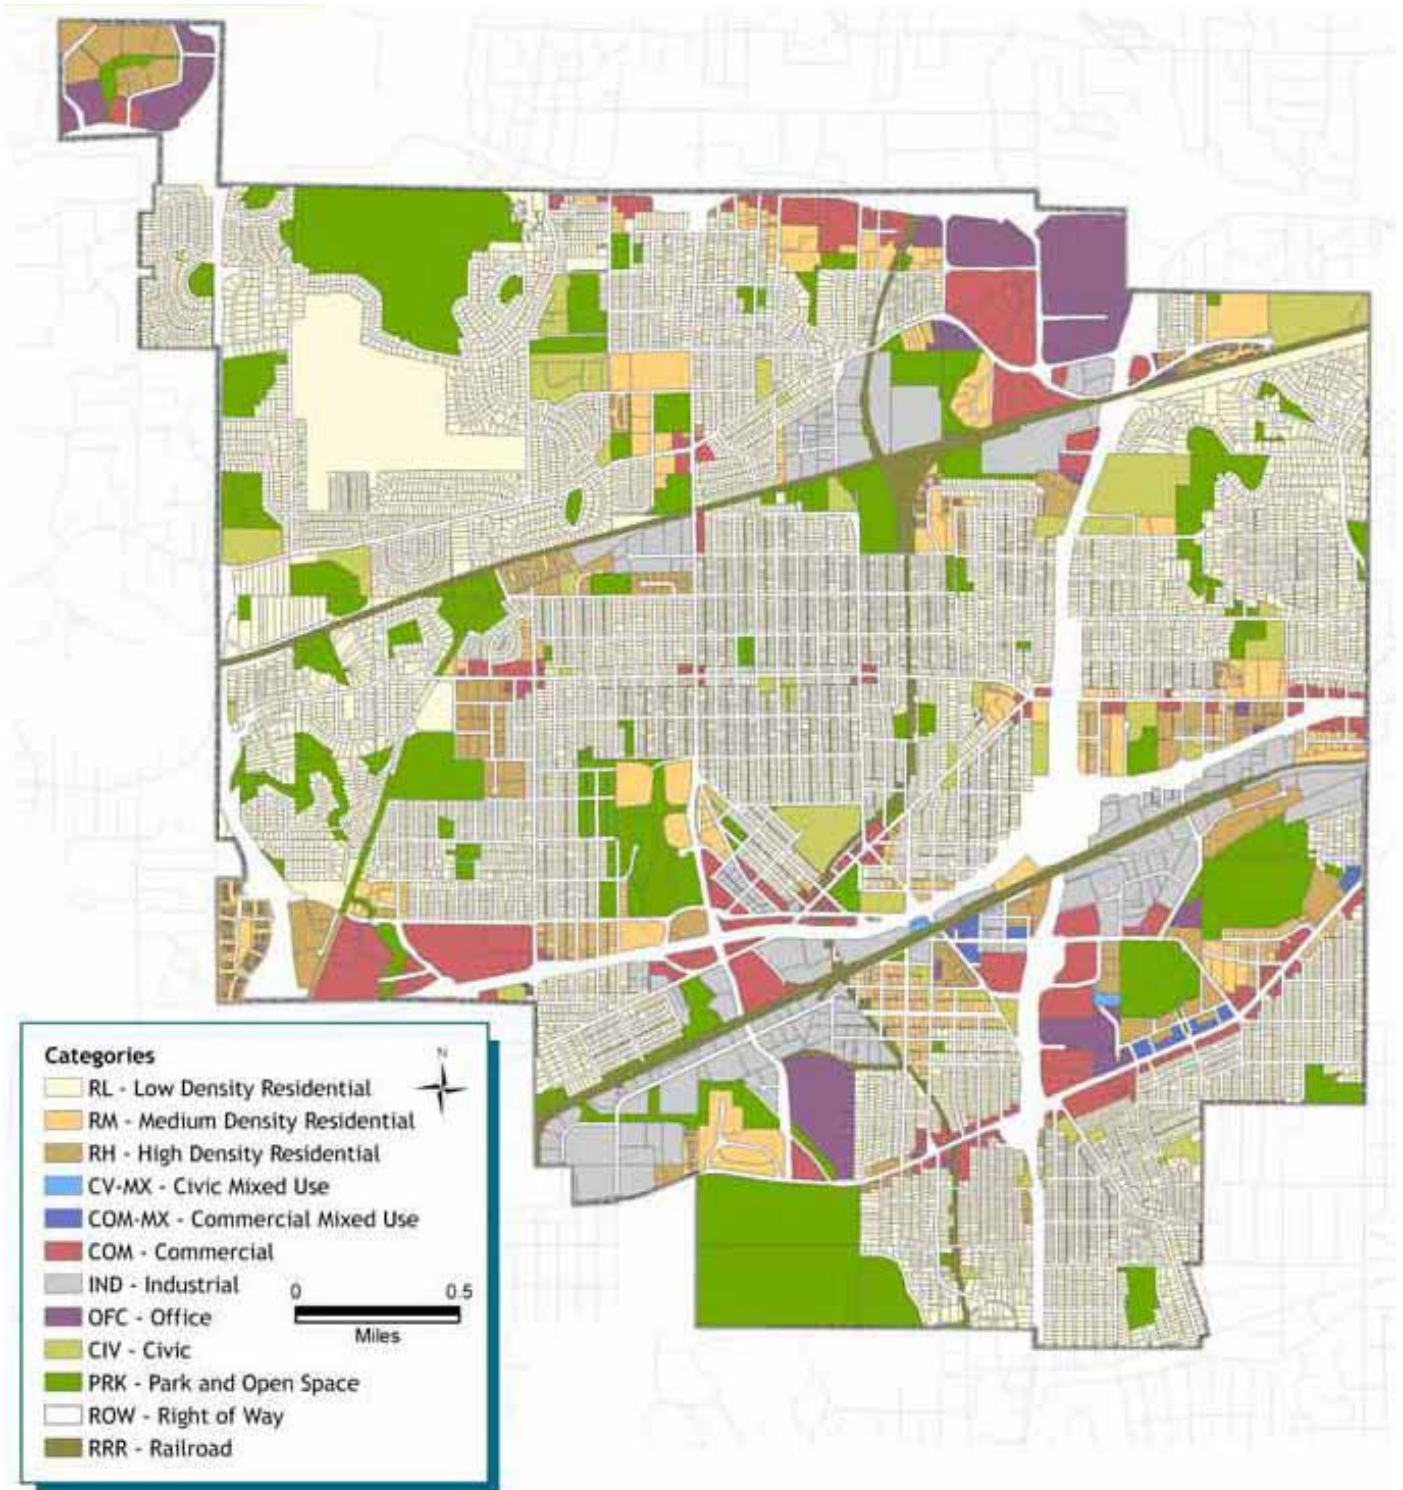 Categories
N
RL - Low Density Residential
RM - Medium Density Residential
RH - High Density Residential
CV-MX - Civic Mixed Use
COM-MX - Commercial Mixed Use
COM - Commercial
IND - Industrial
0 0.5
OFC - Office
Miles
CIV - Civic
PRK - Park and Open Space
ROW - Right of Way
RRR - Railroad